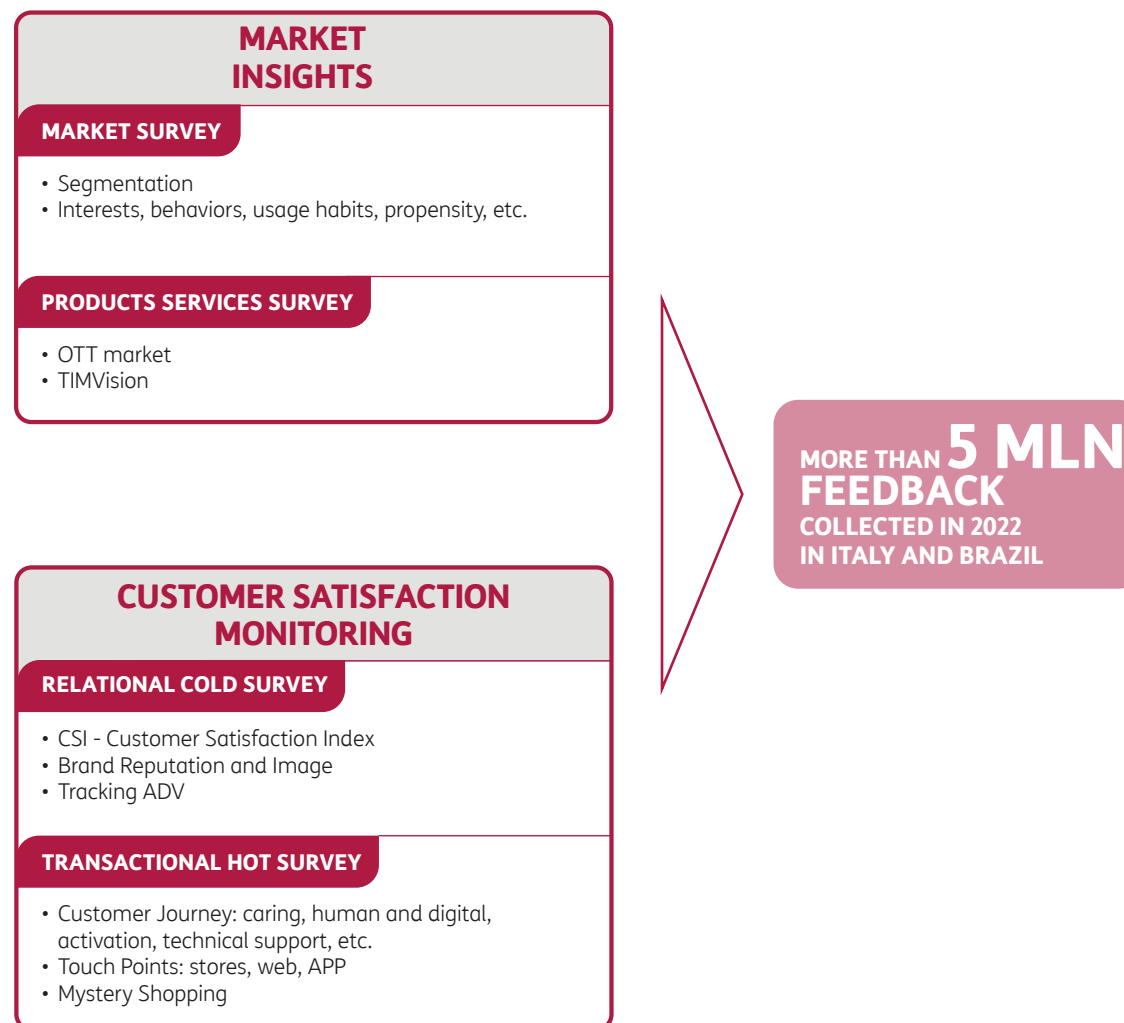 MARKET
INSIGHTS
MARKET SURVEY
• Segmentation
• Interests, behaviors, usage habits, propensity, etc.
PRODUCTS SERVICES SURVEY
• OTT market
• TIMVision
MORE THAN 5 MLN
FEEDBACK
COLLECTED IN 2022
IN ITALY AND BRAZIL
CUSTOMER SATISFACTION
MONITORING
RELATIONAL COLD SURVEY
• CSI - Customer Satisfaction Index
• Brand Reputation and Image
• Tracking ADV
TRANSACTIONAL HOT SURVEY
• Customer Journey: caring, human and digital,
activation, technical support, etc.
• Touch Points: stores, web, APP
• Mystery Shopping